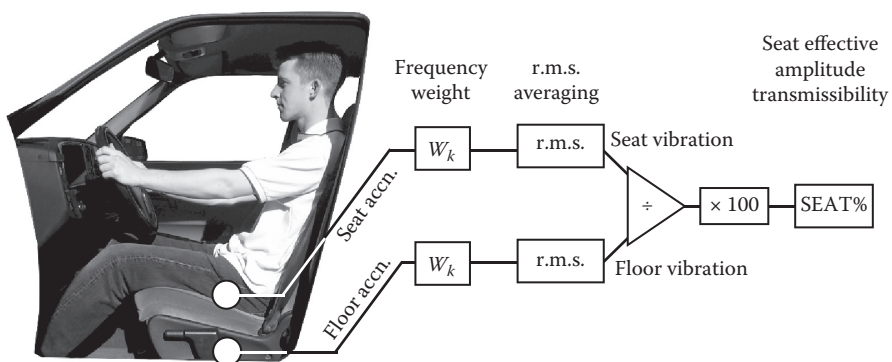 Seat effective
amplitude
transmissibility
Frequency
weight
r.m.s.
averaging
Seat accn.
W_k
r.m.s.
Seat vibration
÷
× 100
SEAT%
Floor accn.
W_k
r.m.s.
Floor vibration